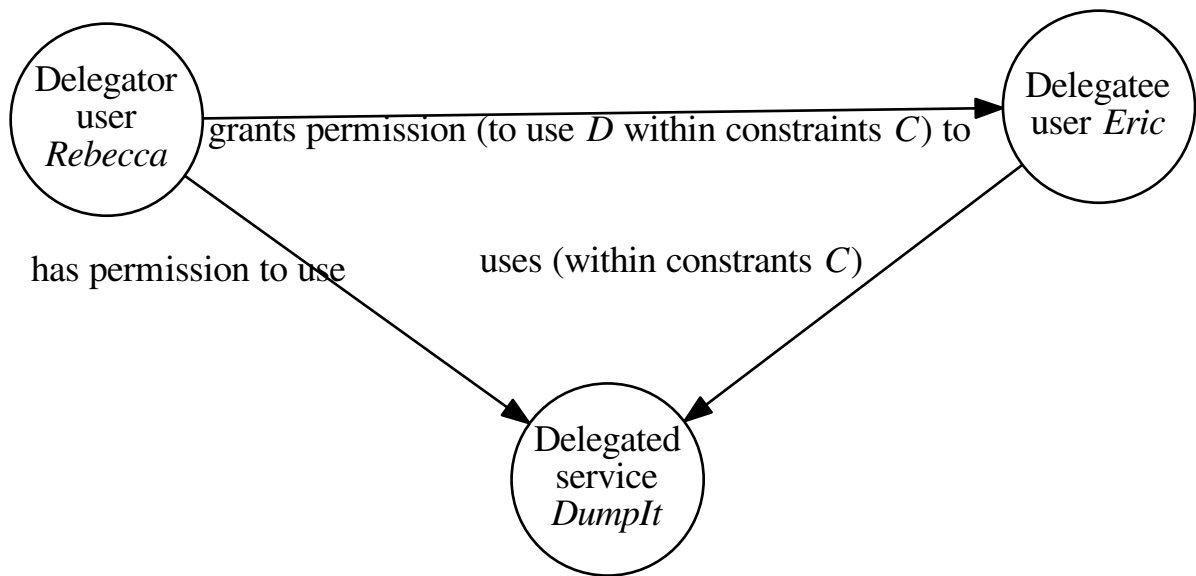 Delegator
user
Rebecca
grants permission (to use D within constraints C) to
Delegatee
user Eric
has permission to use
uses (within constrants C)
Delegated
service
DumpIt